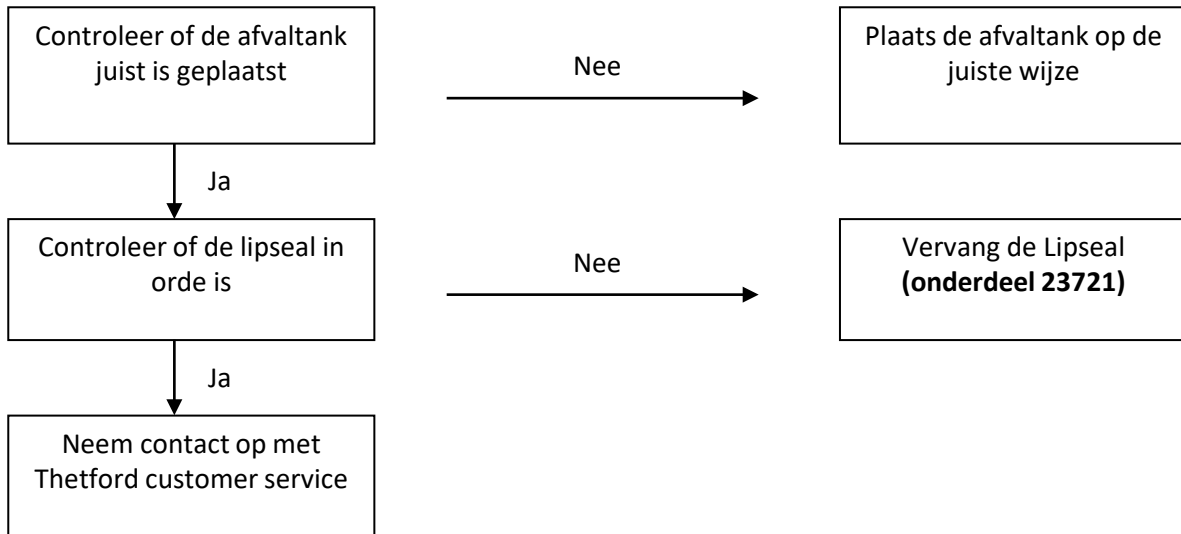 Controleer of de afvaltank
juist is geplaatst
Nee
Plaats de afvaltank op de
juiste wijze
Ja
Controleer of de lipseal in
orde is
Nee
Vervang de Lipseal
(onderdeel 23721)
Ja
Neem contact op met
Thetford customer service